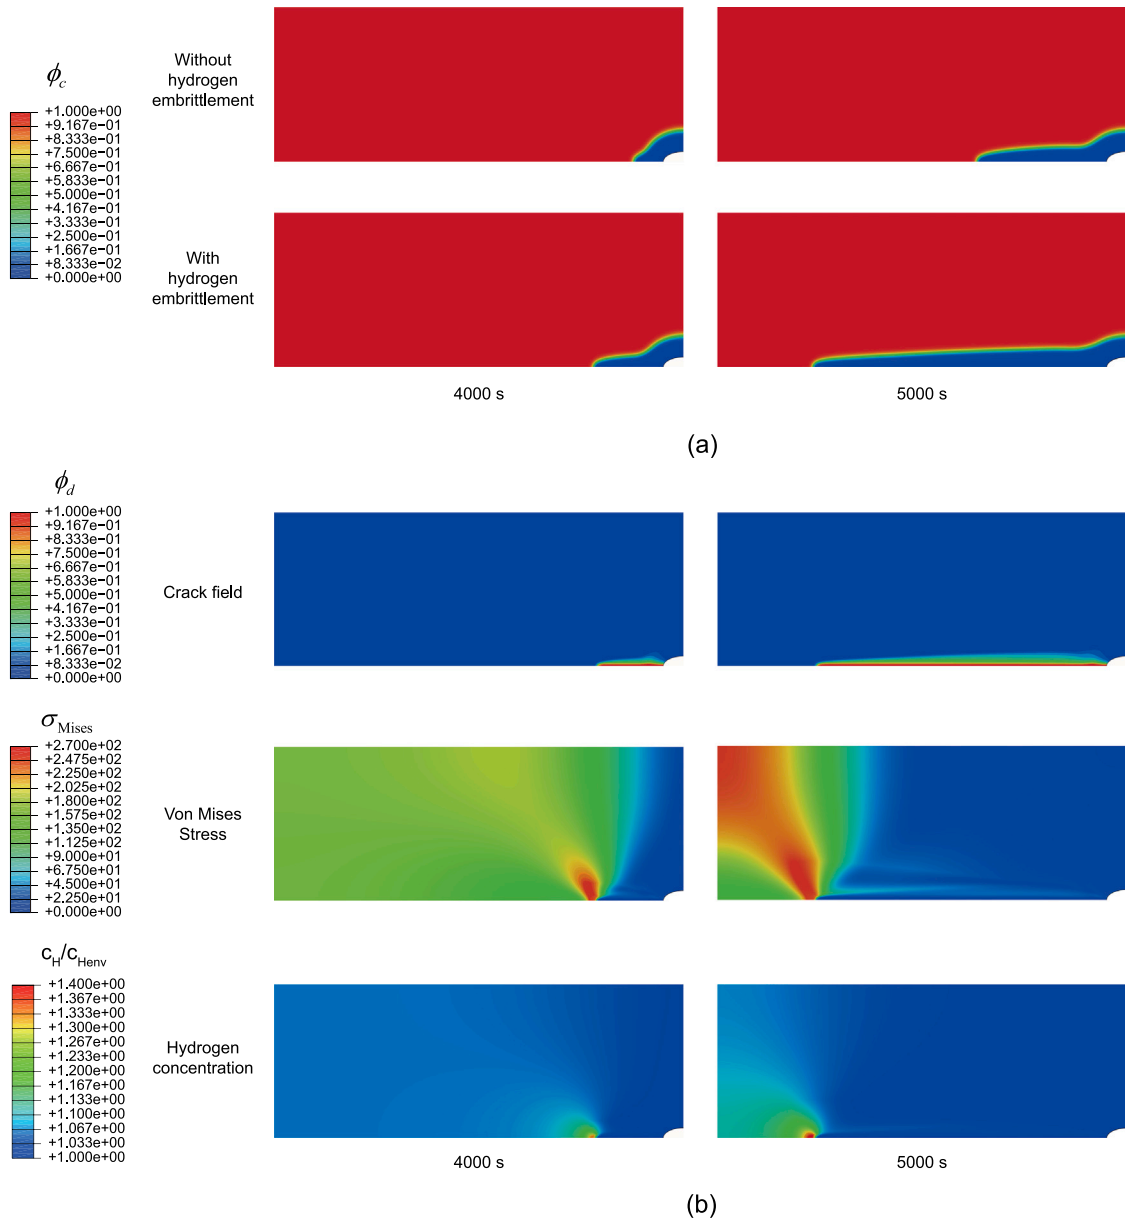 ϕc
+1.000e+00
+9.167e−01
+8.333e−01
+7.500e−01
+6.667e−01
+5.833e−01
+5.000e−01
+4.167e−01
+3.333e−01
+2.500e−01
+1.667e−01
+8.333e−02
+0.000e+00
Without
hydrogen
embrittlement
With
hydrogen
embrittlement
4000 s
5000 s
(a)
ϕd
+1.000e+00
+9.167e−01
+8.333e−01
+7.500e−01
+6.667e−01
+5.833e−01
+5.000e−01
+4.167e−01
+3.333e−01
+2.500e−01
+1.667e−01
+8.333e−02
+0.000e+00
Crack field
σMises
+2.700e+02
+2.475e+02
+2.250e+02
+2.025e+02
+1.800e+02
+1.575e+02
+1.350e+02
+1.125e+02
+9.000e+01
+6.750e+01
+4.500e+01
+2.250e+01
+0.000e+00
Von Mises
Stress
cH/cHenv
+1.400e+00
+1.367e+00
+1.333e+00
+1.300e+00
+1.267e+00
+1.233e+00
+1.200e+00
+1.167e+00
+1.133e+00
+1.100e+00
+1.067e+00
+1.033e+00
+1.000e+00
Hydrogen
concentration
4000 s
5000 s
(b)